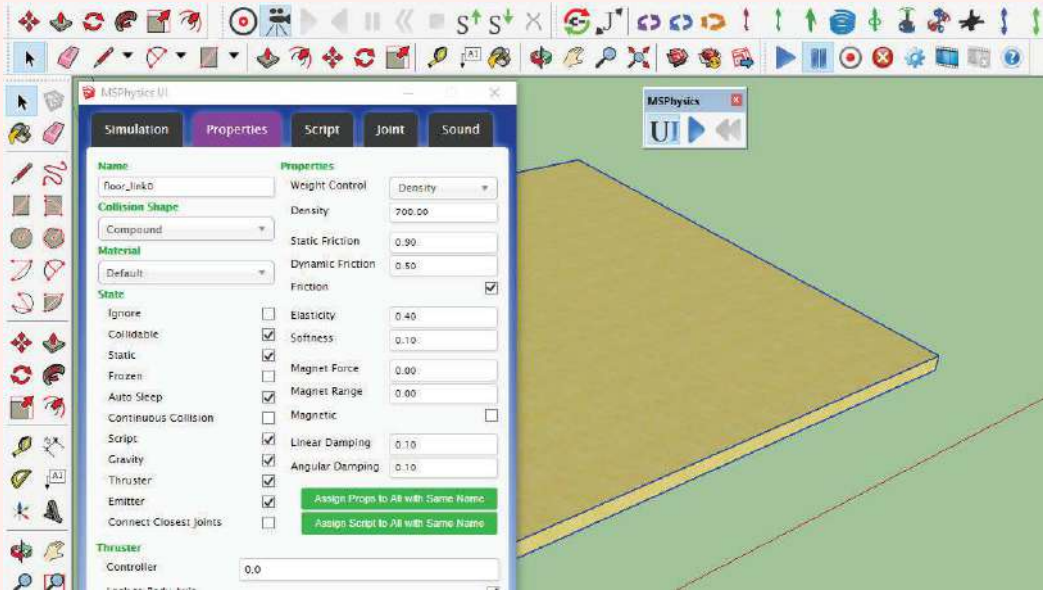 MSPhysics UI
MSPhysics
UI
Simulation
Properties
Script
Joint
Sound
Name
floor_link0
Collision Shape
Compound
Material
Default
State
Ignore
Collidable
Static
Frozen
Auto Sleep
Continuous Collision
Script
Gravity
Thruster
Emitter
Connect Closest Joints
Thruster
Controller
0.0
Properties
Weight Control
Density
Density
700.00
Static Friction
0.90
Dynamic Friction
0.50
Friction
Elasticity
0.40
Softness
0.10
Magnet Force
0.00
Magnet Range
0.00
Magnetic
Linear Damping
0.10
Angular Damping
0.10
Assign Props to All with Same Name
Assign Script to All with Same Name